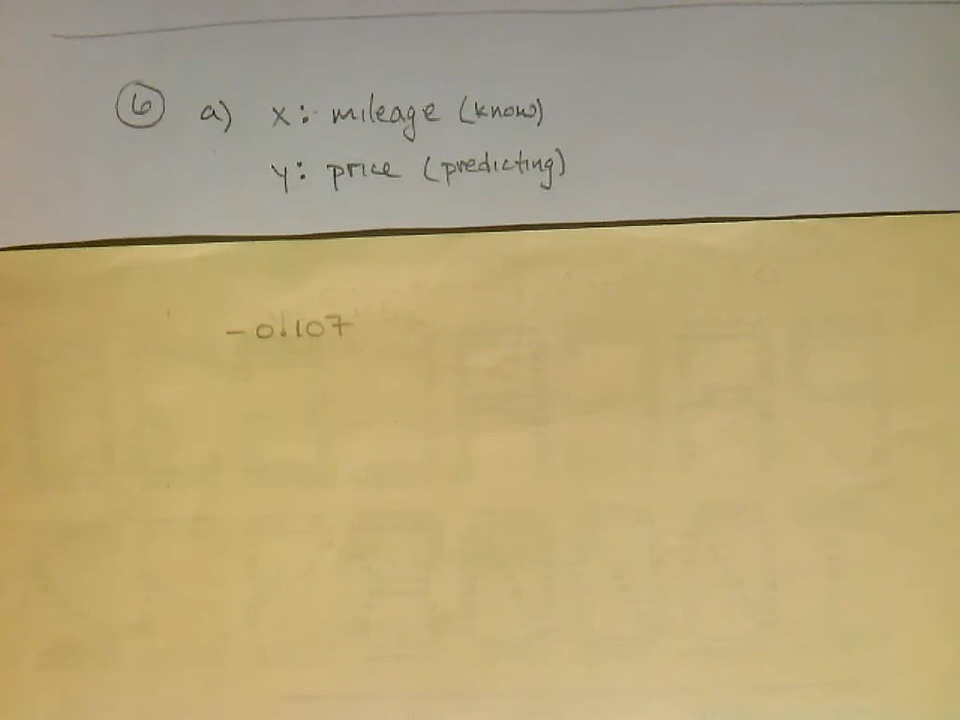 6 a) x: mileage (know)
y: price (predicting)
-0.107